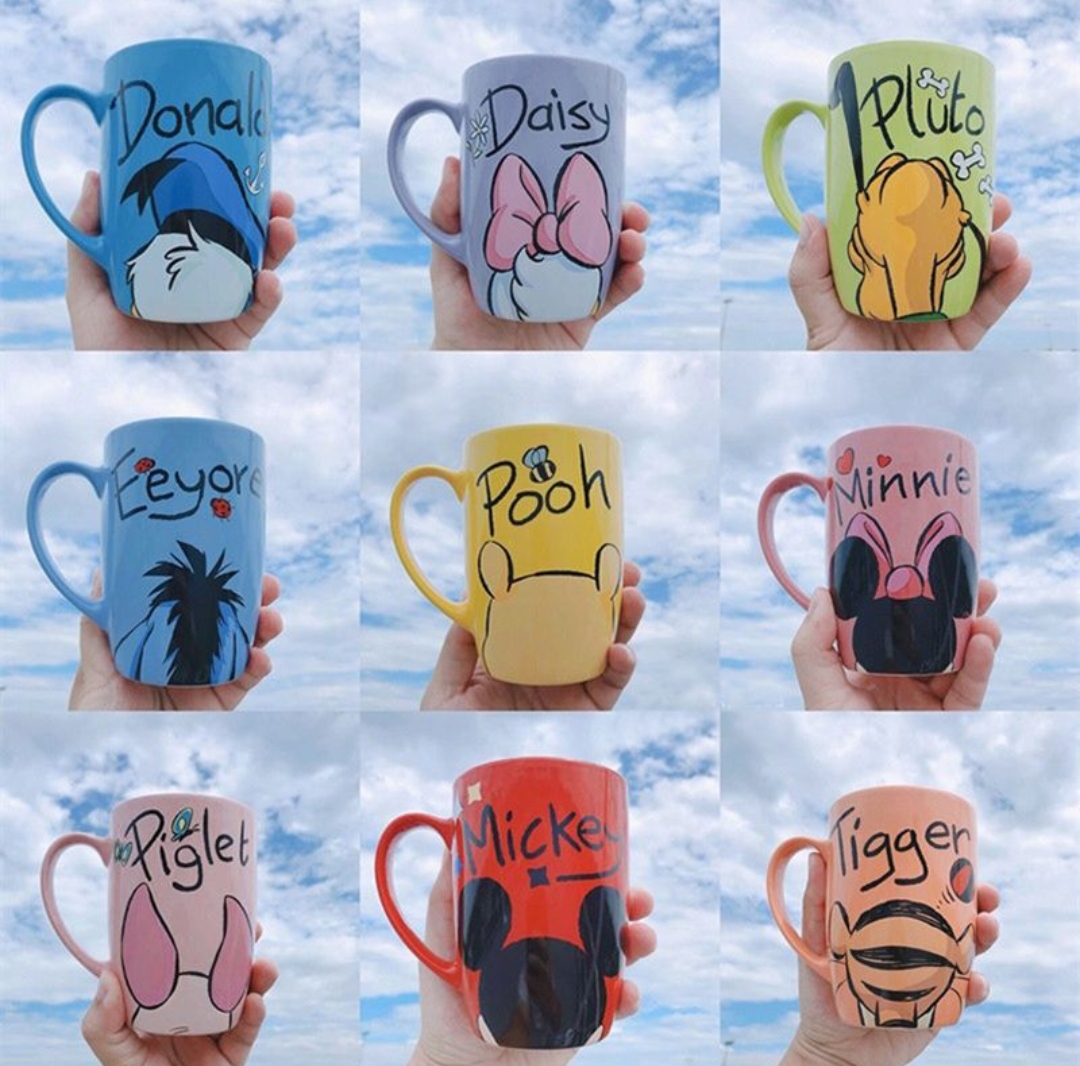 Donald
Daisy
Pluto
Eeyore
Pooh
Minnie
Piglet
Mickey
Tigger